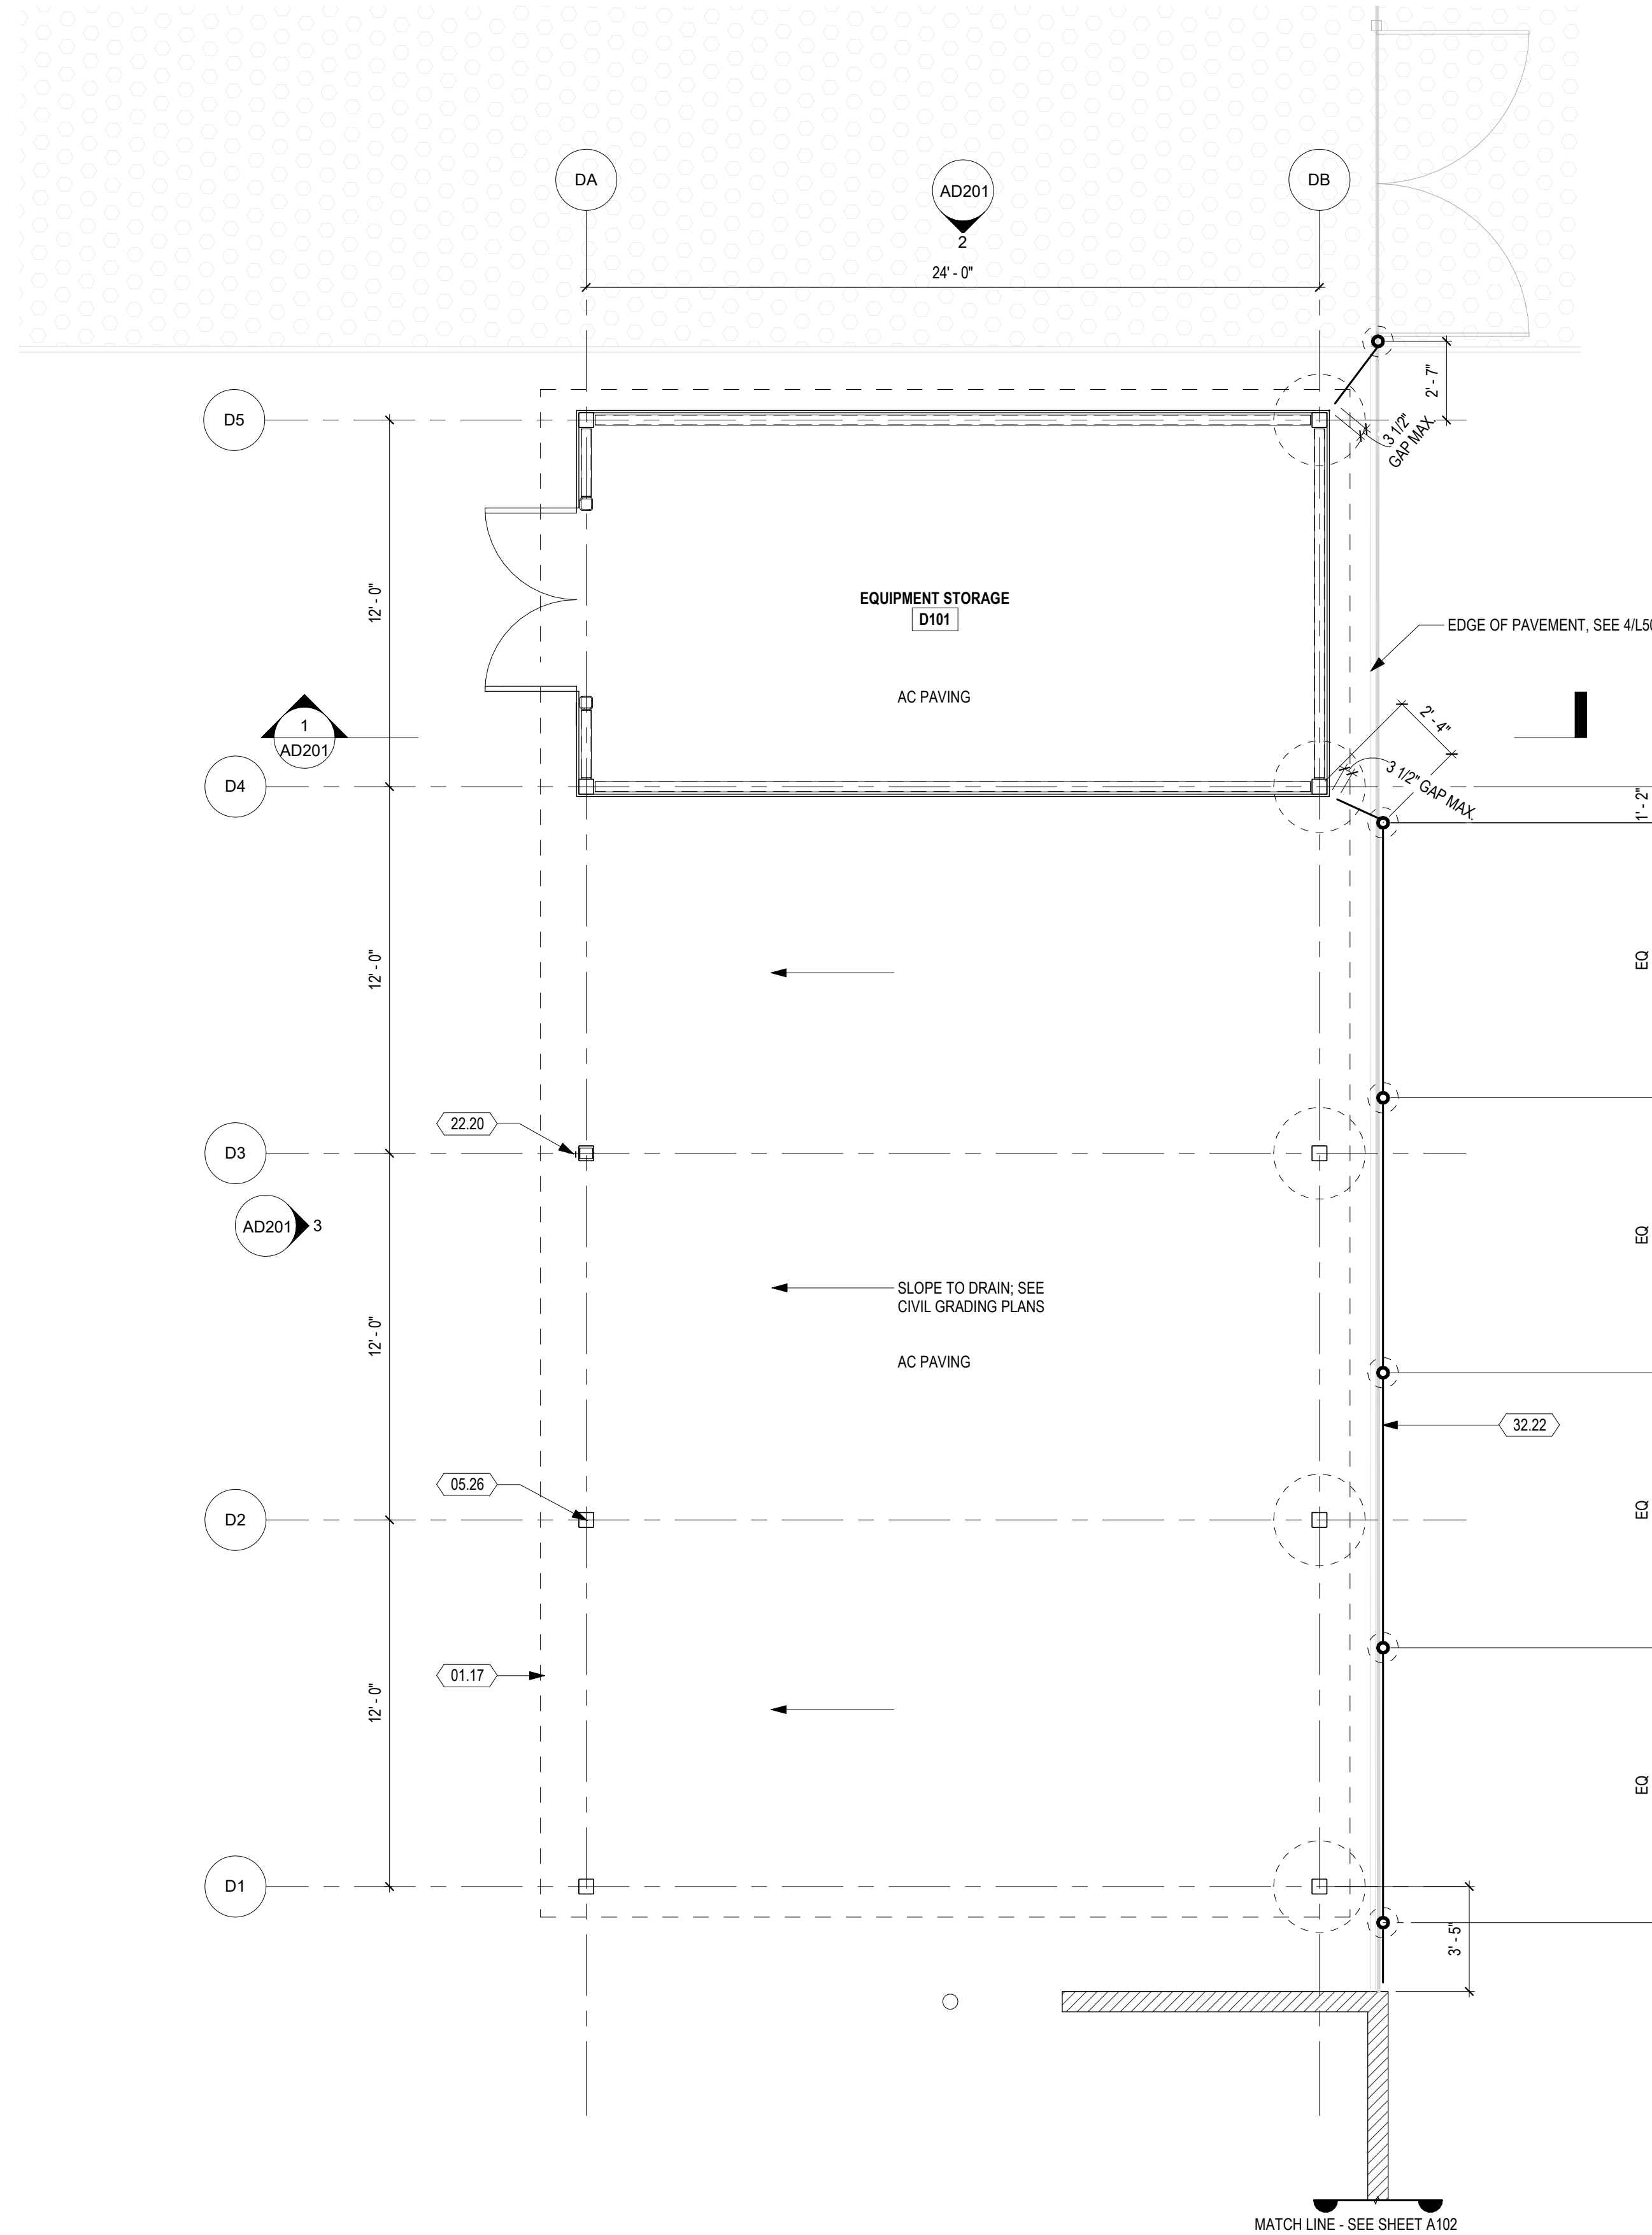 DA
DB
AD201
2
24' - 0"
D5
2' - 7"
3 1/2"
GAP MAX.
12' - 0"
EQUIPMENT STORAGE
D101
EDGE OF PAVEMENT, SEE 4/L50
AC PAVING
1
AD201
2' - 4"
D4
3 1/2" GAP MAX.
1' - 2"
12' - 0"
EQ
22.20
D3
AD201
3
EQ
SLOPE TO DRAIN; SEE
CIVIL GRADING PLANS
12' - 0"
AC PAVING
32.22
05.26
D2
EQ
01.17
12' - 0"
EQ
D1
3' - 5"
MATCH LINE - SEE SHEET A102